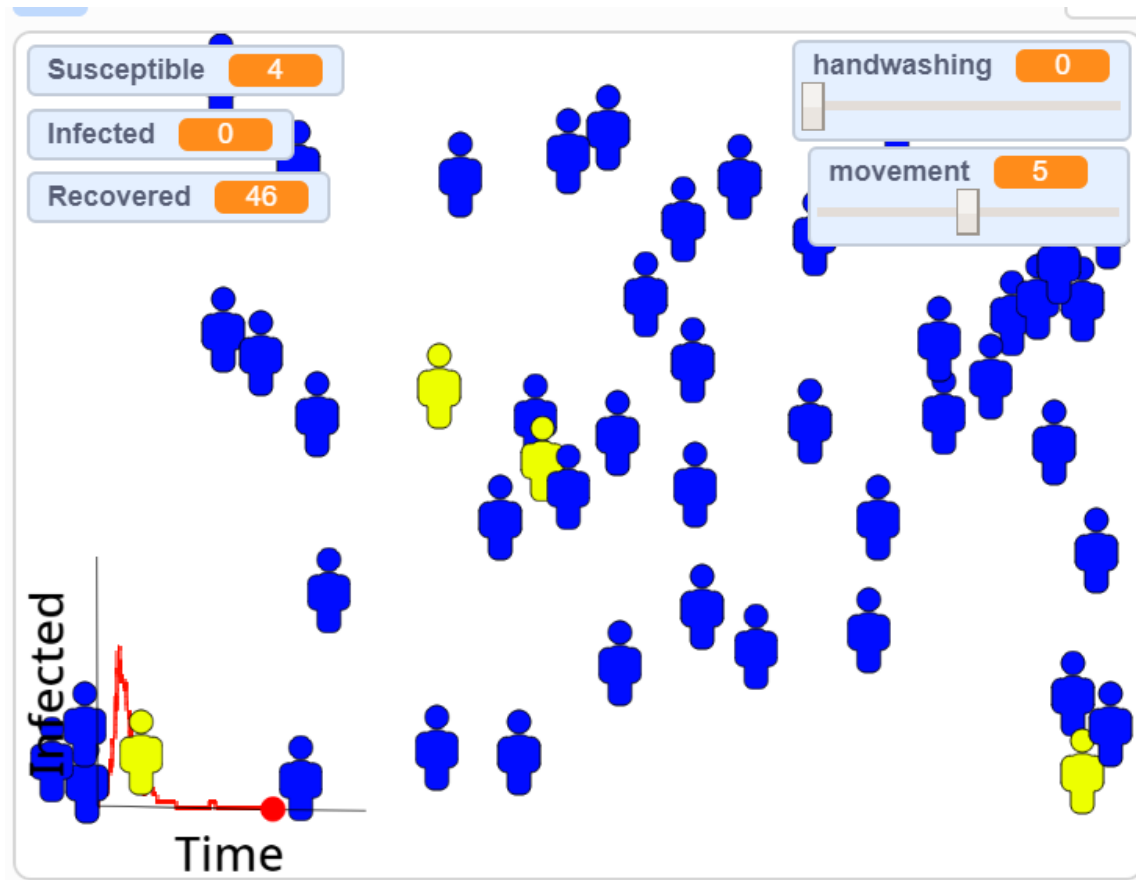 Susceptible 4
Infected 0
Recovered 46
handwashing 0
movement 5
Infected
Time